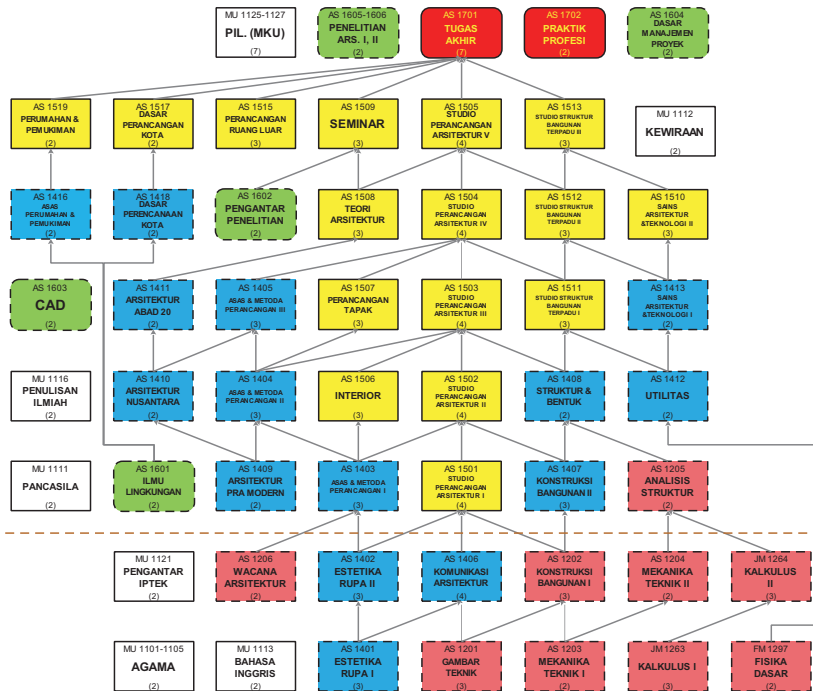 MU 1125-1127
PIL. (MKU)
(7)
AS 1605-1606
PENELITIAN
ARS. I, II
(2)
AS 1701
TUGAS
AKHIR
(7)
AS 1702
PRAKTIK
PROFESI
(2)
AS 1604
DASAR
MANAJEMEN
PROYEK
(2)
AS 1519
PERUMAHAN &
PEMUKIMAN
(2)
AS 1517
DASAR
PERANCANGAN
KOTA
(2)
AS 1515
PERANCANGAN
RUANG LUAR
(3)
AS 1509
SEMINAR
(3)
AS 1505
STUDIO
PERANCANGAN
ARSITEKTUR V
(4)
AS 1513
STUDIO STRUKTUR
BANGUNAN
TERPADU III
(3)
MU 1112
KEWIRAAN
(2)
AS 1416
ASAS
PERUMAHAN &
PEMUKIMAN
(2)
AS 1418
DASAR
PERENCANAAN
KOTA
(2)
AS 1602
PENGANTAR
PENELITIAN
(2)
AS 1508
TEORI
ARSITEKTUR
(3)
AS 1504
STUDIO
PERANCANGAN
ARSITEKTUR IV
(4)
AS 1512
STUDIO STRUKTUR
BANGUNAN
TERPADU II
(3)
AS 1510
SAINS
ARSITEKTUR
&TEKNOLOGI II
(3)
AS 1603
CAD
(2)
AS 1411
ARSITEKTUR
ABAD 20
(2)
AS 1405
ASAS & METODA
PERANCANGAN III
(3)
AS 1507
PERANCANGAN
TAPAK
(3)
AS 1503
STUDIO
PERANCANGAN
ARSITEKTUR III
(4)
AS 1511
STUDIO STRUKTUR
BANGUNAN
TERPADU I
(3)
AS 1413
SAINS
ARSITEKTUR
&TEKNOLOGI I
(2)
MU 1116
PENULISAN
ILMIAH
(2)
AS 1410
ARSITEKTUR
NUSANTARA
(2)
AS 1404
ASAS & METODA
PERANCANGAN II
(3)
AS 1506
INTERIOR
(3)
AS 1502
STUDIO
PERANCANGAN
ARSITEKTUR II
(4)
AS 1408
STRUKTUR &
BENTUK
(2)
AS 1412
UTILITAS
(2)
MU 1111
PANCASILA
(2)
AS 1601
ILMU
LINGKUNGAN
(2)
AS 1409
ARSITEKTUR
PRA MODERN
(2)
AS 1403
ASAS & METODA
PERANCANGAN I
(3)
AS 1501
STUDIO
PERANCANGAN
ARSITEKTUR I
(4)
AS 1407
KONSTRUKSI
BANGUNAN II
(3)
AS 1205
ANALISIS
STRUKTUR
(2)
MU 1121
PENGANTAR
IPTEK
(2)
AS 1206
WACANA
ARSITEKTUR
(2)
AS 1402
ESTETIKA
RUPA II
(3)
AS 1406
KOMUNIKASI
ARSITEKTUR
(4)
AS 1202
KONSTRUKSI
BANGUNAN I
(3)
AS 1204
MEKANIKA
TEKNIK II
(2)
JM 1264
KALKULUS
II
(3)
MU 1101-1105
AGAMA
(2)
MU 1113
BAHASA
INGGRIS
(2)
AS 1401
ESTETIKA
RUPA I
(3)
AS 1201
GAMBAR
TEKNIK
(3)
AS 1203
MEKANIKA
TEKNIK I
(2)
JM 1263
KALKULUS I
(3)
FM 1297
FISIKA
DASAR
(2)